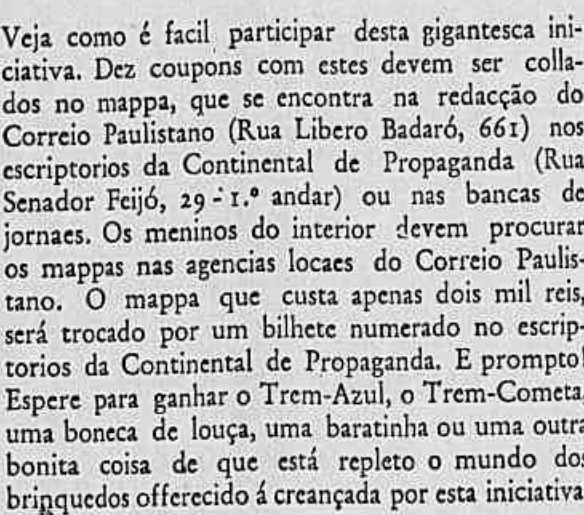 Veja como é facil participar desta gigantesca ini-
ciativa. Dez coupons com estes devem ser colla-
dos no mappa, que se encontra na redacção do
Correio Paulistano (Rua Libero Badaró, 661) nos
escriptorios da Continental de Propaganda (Rua
Senador Feijó, 29 - 1.º andar) ou nas bancas de
jornaes. Os meninos do interior devem procurar
os mappas nas agencias locaes do Correio Paulis-
tano. O mappa que custa apenas dois mil reis,
será trocado por um bilhete numerado no escrip-
torios da Continental de Propaganda. E prompto!
Espere para ganhar o Trem-Azul, o Trem-Cometa,
uma boneca de louça, uma baratinha ou uma outra
bonita coisa de que está repleto o mundo dos
brinquedos offerecido á creançada por esta iniciativa